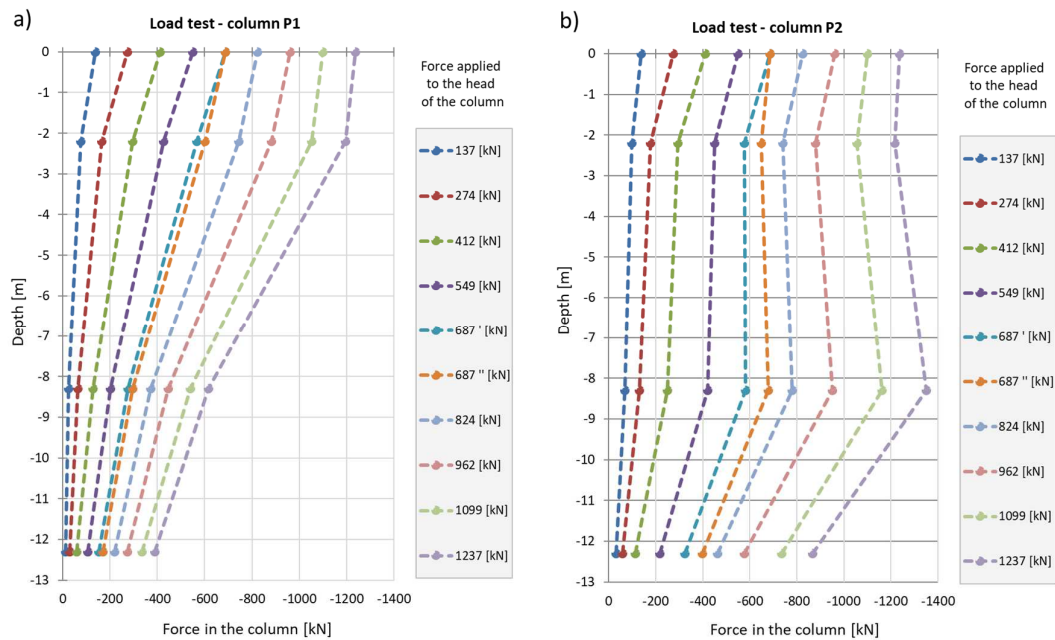 a)
Load test - column P1
0
-1
-2
-3
-4
-5
-6
-7
-8
-9
-10
-11
-12
-13
Depth [m]
0 -200 -400 -600 -800 -1000 -1200 -1400
Force in the column [kN]
Force applied
to the head
of the column
137 [kN]
274 [kN]
412 [kN]
549 [kN]
687 ' [kN]
687 '' [kN]
824 [kN]
962 [kN]
1099 [kN]
1237 [kN]
b)
Load test - column P2
0
-1
-2
-3
-4
-5
-6
-7
-8
-9
-10
-11
-12
-13
Depth [m]
0 -200 -400 -600 -800 -1000 -1200 -1400
Force in the column [kN]
Force applied
to the head
of the column
137 [kN]
274 [kN]
412 [kN]
549 [kN]
687 ' [kN]
687 '' [kN]
824 [kN]
962 [kN]
1099 [kN]
1237 [kN]